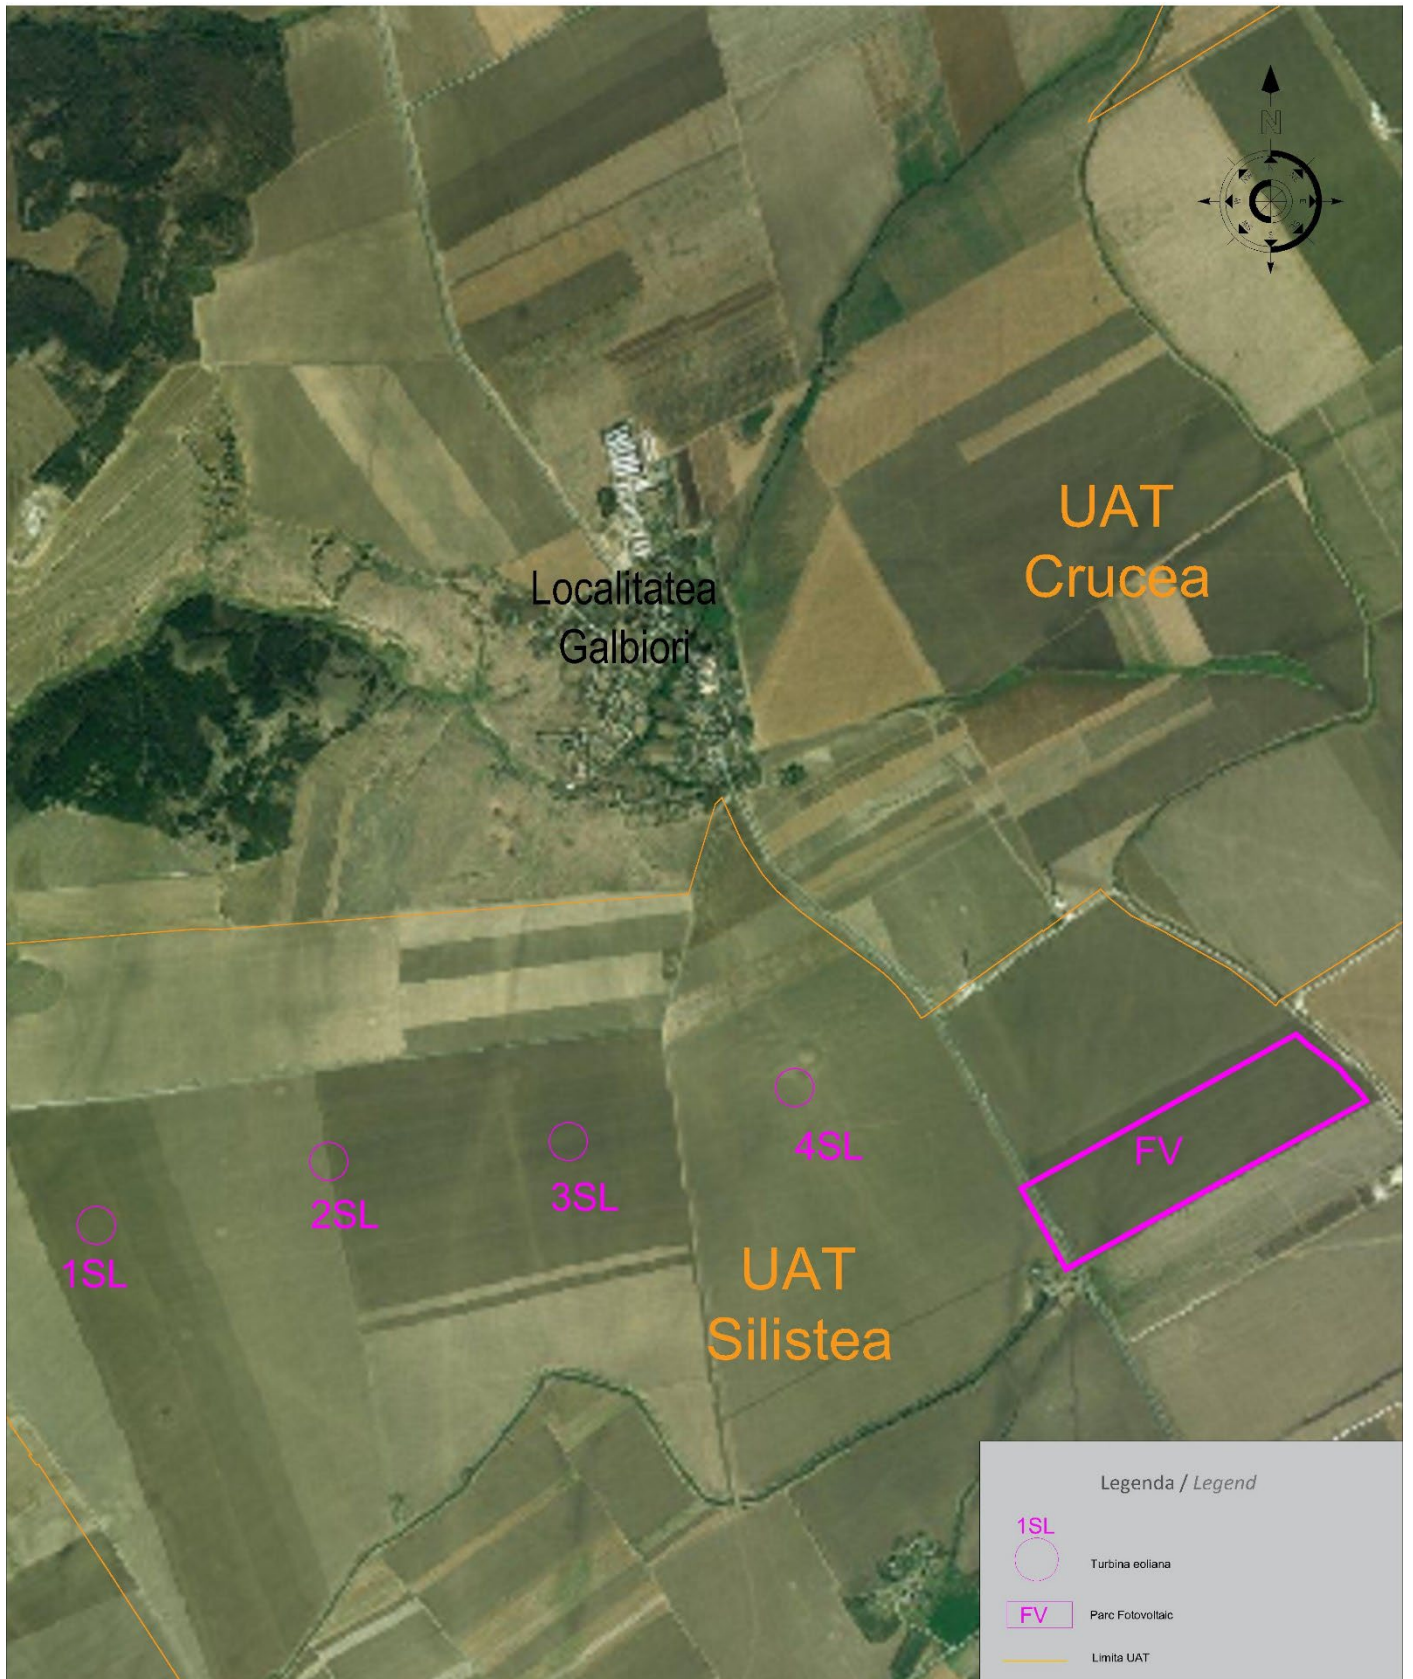 N
UAT
Crucea
Localitatea
Galbiori
4SL
FV
3SL
2SL
1SL
UAT
Silistea
Legenda / Legend
1SL
Turbina eoliana
FV
Parc Fotovoltaic
Limita UAT